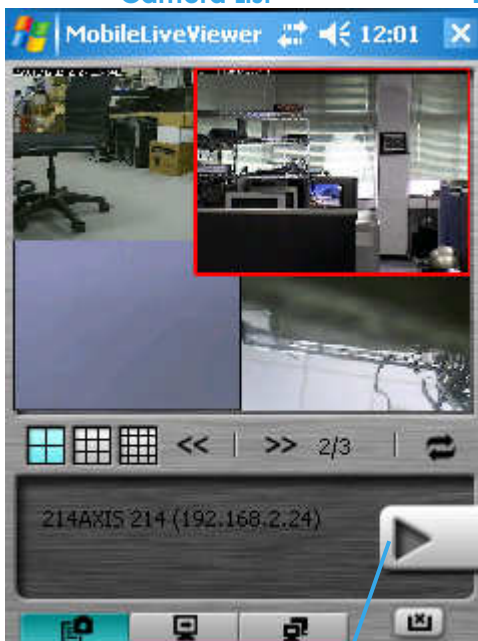 MobileLiveViewer 12:01
<< | >> 2/3 |
214AXIS 214 (192.168.2.24)